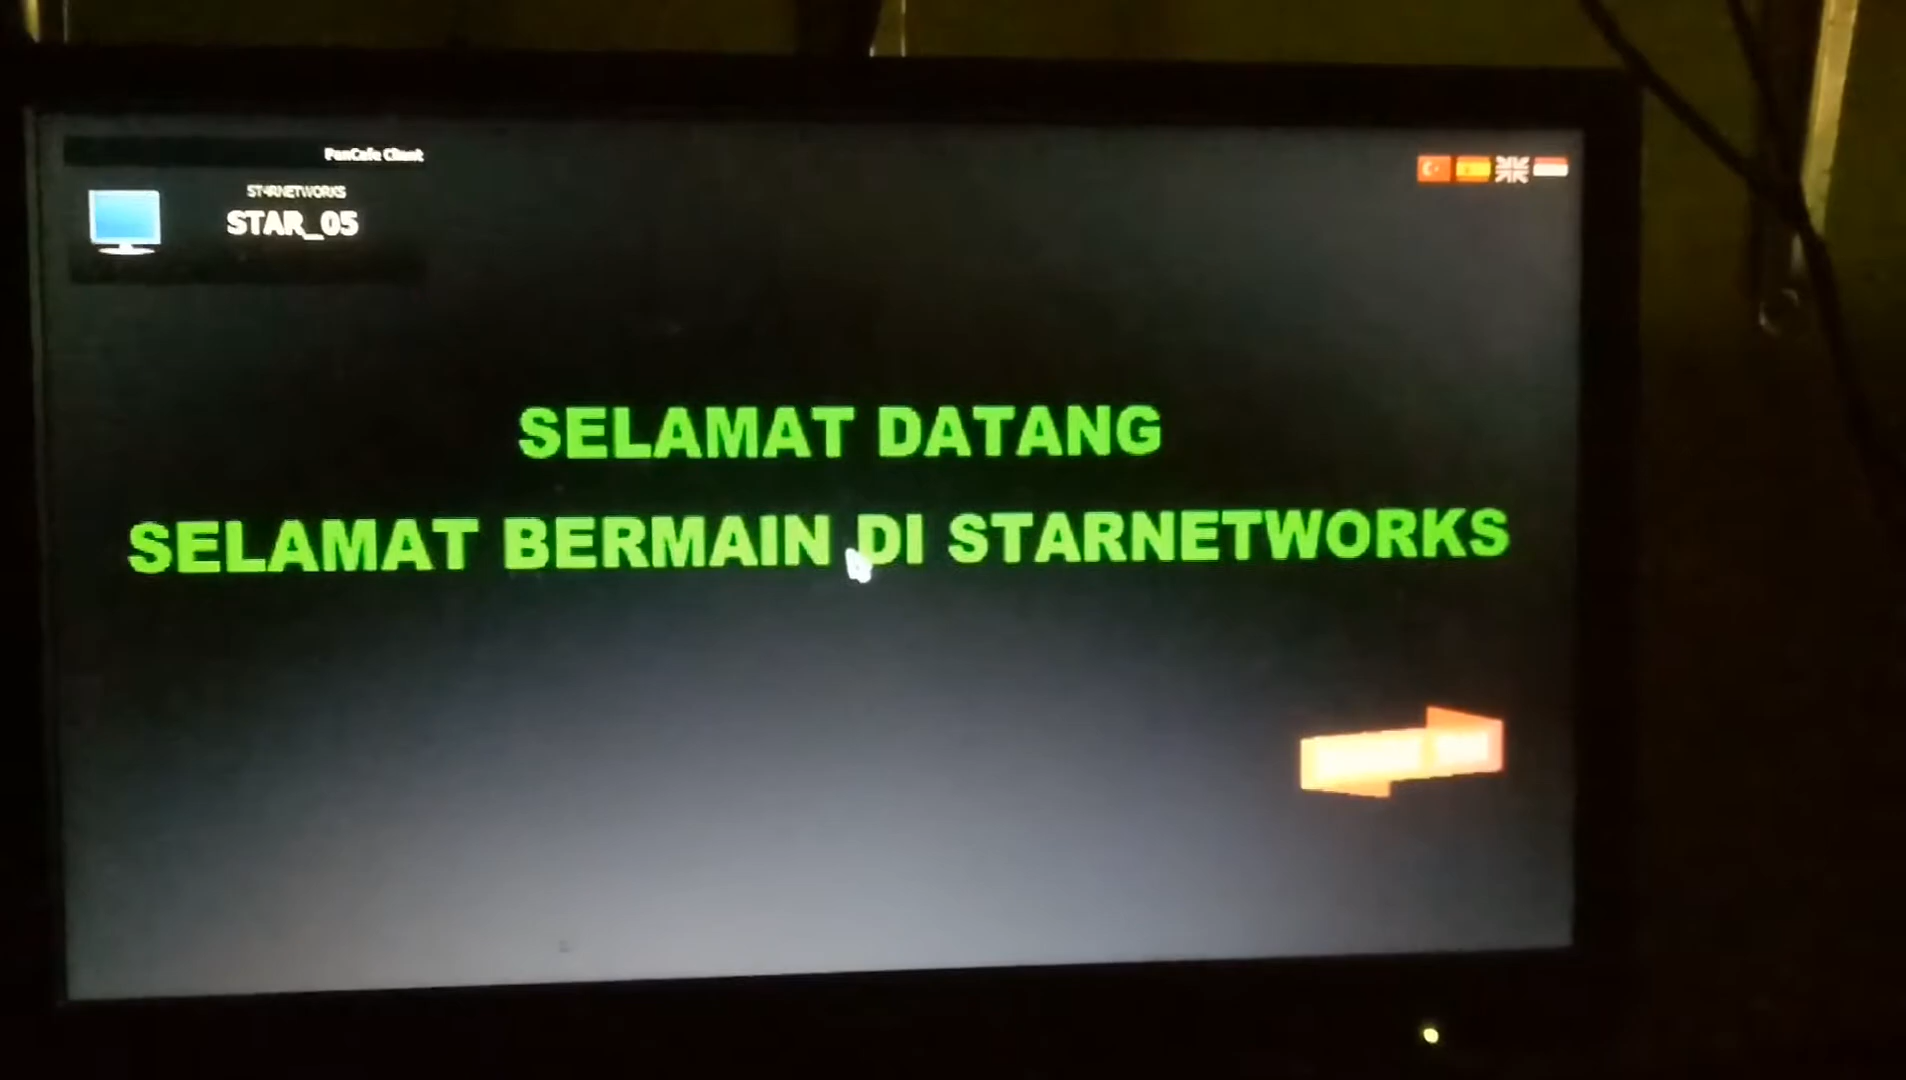 PanCafe Client
STARNETWORKS
STAR_05
SELAMAT DATANG
SELAMAT BERMAIN DI STARNETWORKS